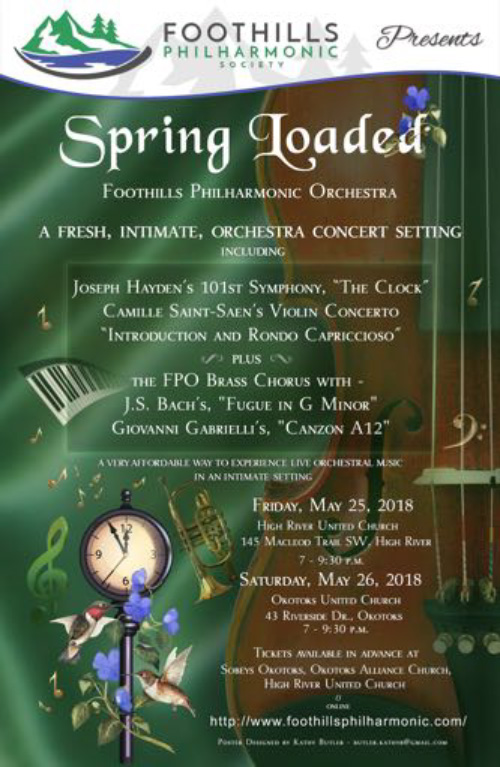 FOOTHILLS
PHILHARMONIC
SOCIETY
Presents
Spring Loaded
Foothills Philharmonic Orchestra
A fresh, intimate, orchestra concert setting
including
Joseph Hayden's 101st Symphony, "The Clock"
Camille Saint-Saen's Violin Concerto
"Introduction and Rondo Capriccioso"
plus
the FPO Brass Chorus with -
J.S. Bach's, "Fugue in G Minor"
Giovanni Gabrielli's, "Canzon A12"
A very affordable way to experience live orchestral music
in an intimate setting
Friday, May 25, 2018
High River United Church
145 Macleod Trail SW, High River
7 - 9:30 p.m.
Saturday, May 26, 2018
Okotoks United Church
43 Riverside Dr., Okotoks
7 - 9:30 p.m.
Tickets available in advance at
Sobeys Okotoks, Okotoks Alliance Church,
High River United Church
online
http://www.foothillsphilharmonic.com/
Poster Designed by Kathy Butler -
12
3
6
9